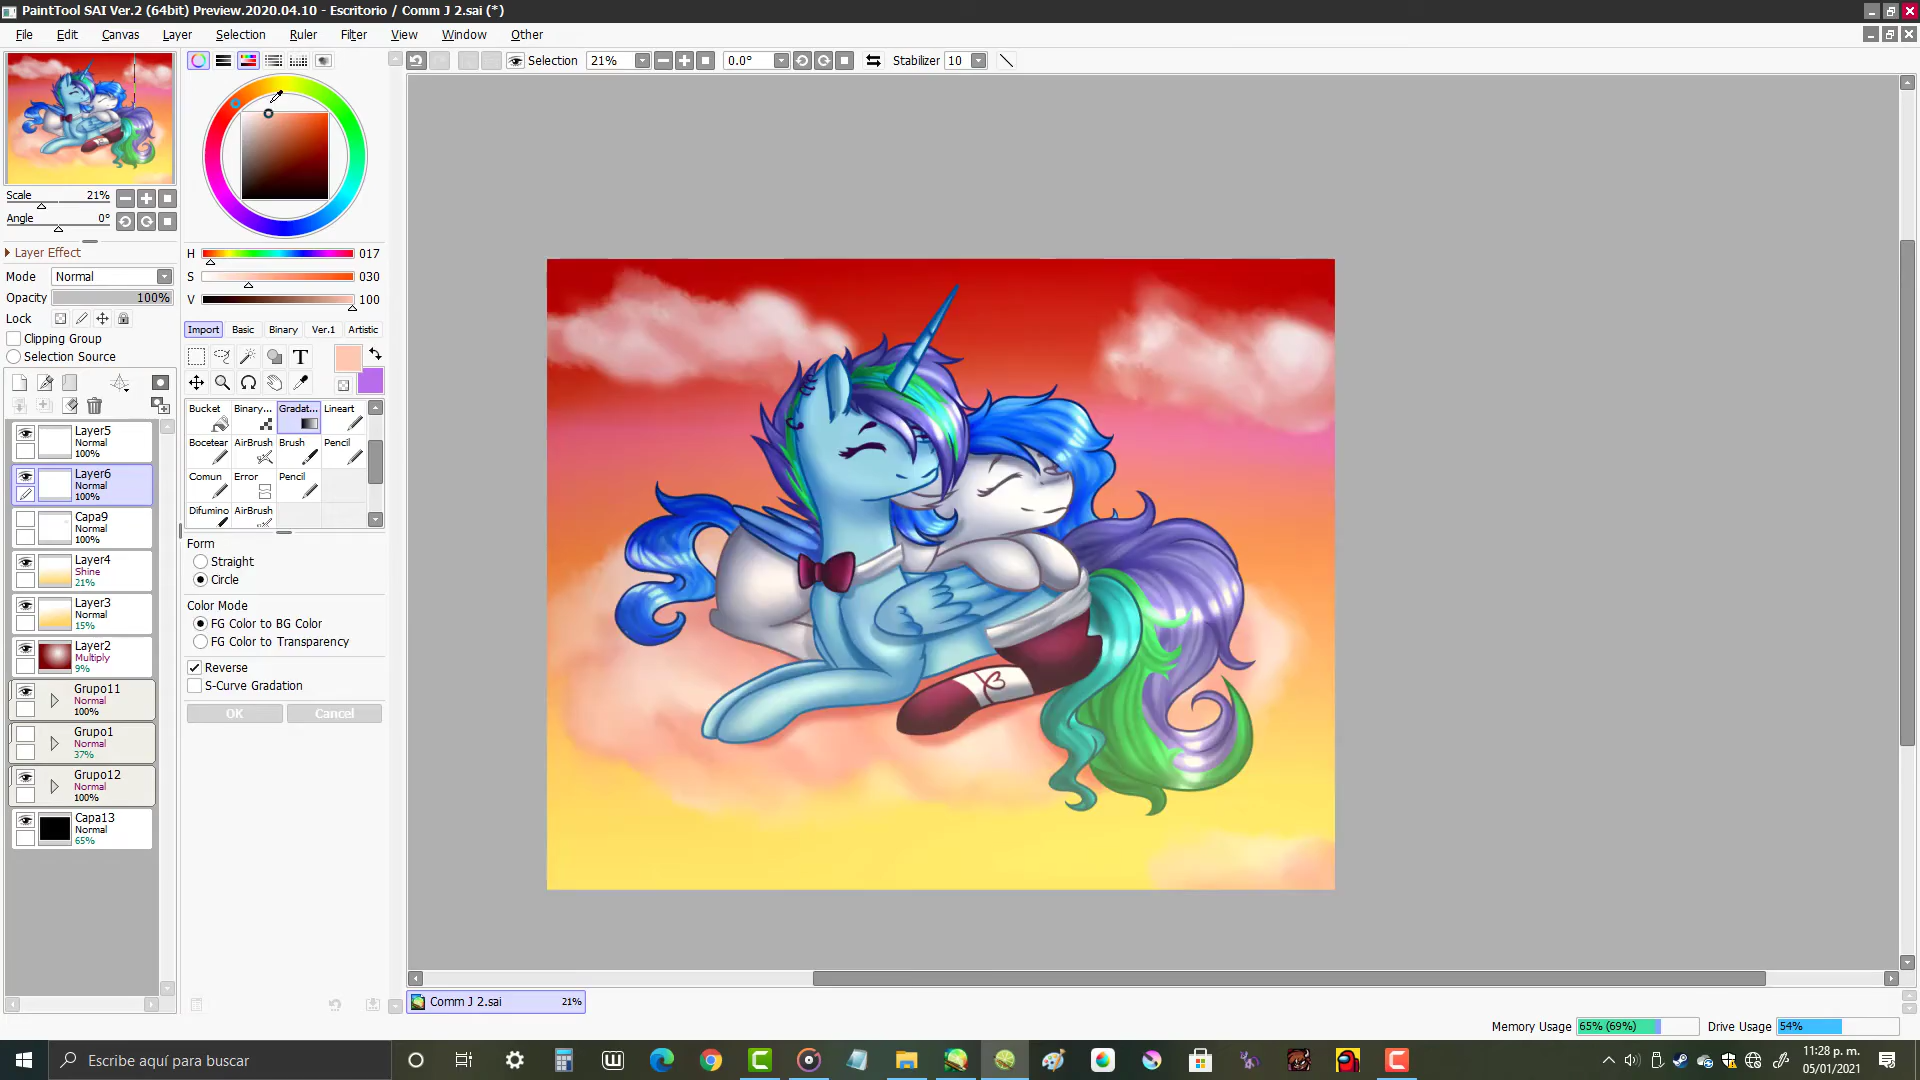 PaintTool SAI Ver.2 (64bit) Preview.2020.04.10 - Escritorio / Comm J 2.sai (*)
File Edit Canvas Layer Selection Ruler Filter View Window Other
Selection 21% 0.0° Stabilizer 10
Scale 21%
Angle 0°
Layer Effect
Mode Normal
Opacity 100%
Lock
Clipping Group
Selection Source
Layer5
Normal
100%
Layer6
Normal
100%
Capa9
Normal
100%
Layer4
Shine
21%
Layer3
Normal
15%
Layer2
Multiply
9%
Grupo11
Normal
100%
Grupo1
Normal
37%
Grupo12
Normal
100%
Capa13
Normal
65%
H 017
S 030
V 100
Import Basic Binary Ver.1 Artistic
T
Bucket Binary... Gradat... Lineart
Bocetear AirBrush Brush Pencil
Comun Error Pencil
Difumino AirBrush
Form
Straight
Circle
Color Mode
FG Color to BG Color
FG Color to Transparency
Reverse
S-Curve Gradation
OK Cancel
Comm J 2.sai 21%
Memory Usage 65% (69%) Drive Usage 54%
Escribe aquí para buscar
11:28 p. m.
05/01/2021